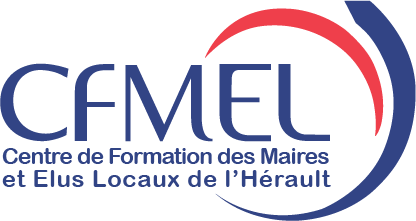 CFMEL
Centre de Formation des Maires
et Elus Locaux de l'Hérault